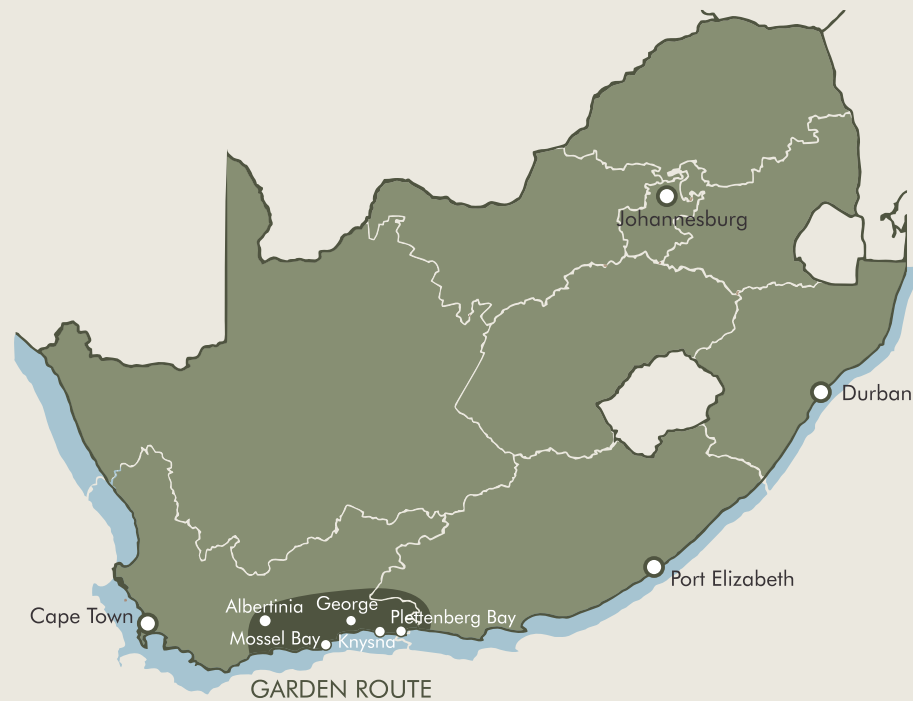 Johannesburg
Durban
Port Elizabeth
Cape Town
Albertinia
George
Plettenberg Bay
Mossel Bay
Knysna
GARDEN ROUTE